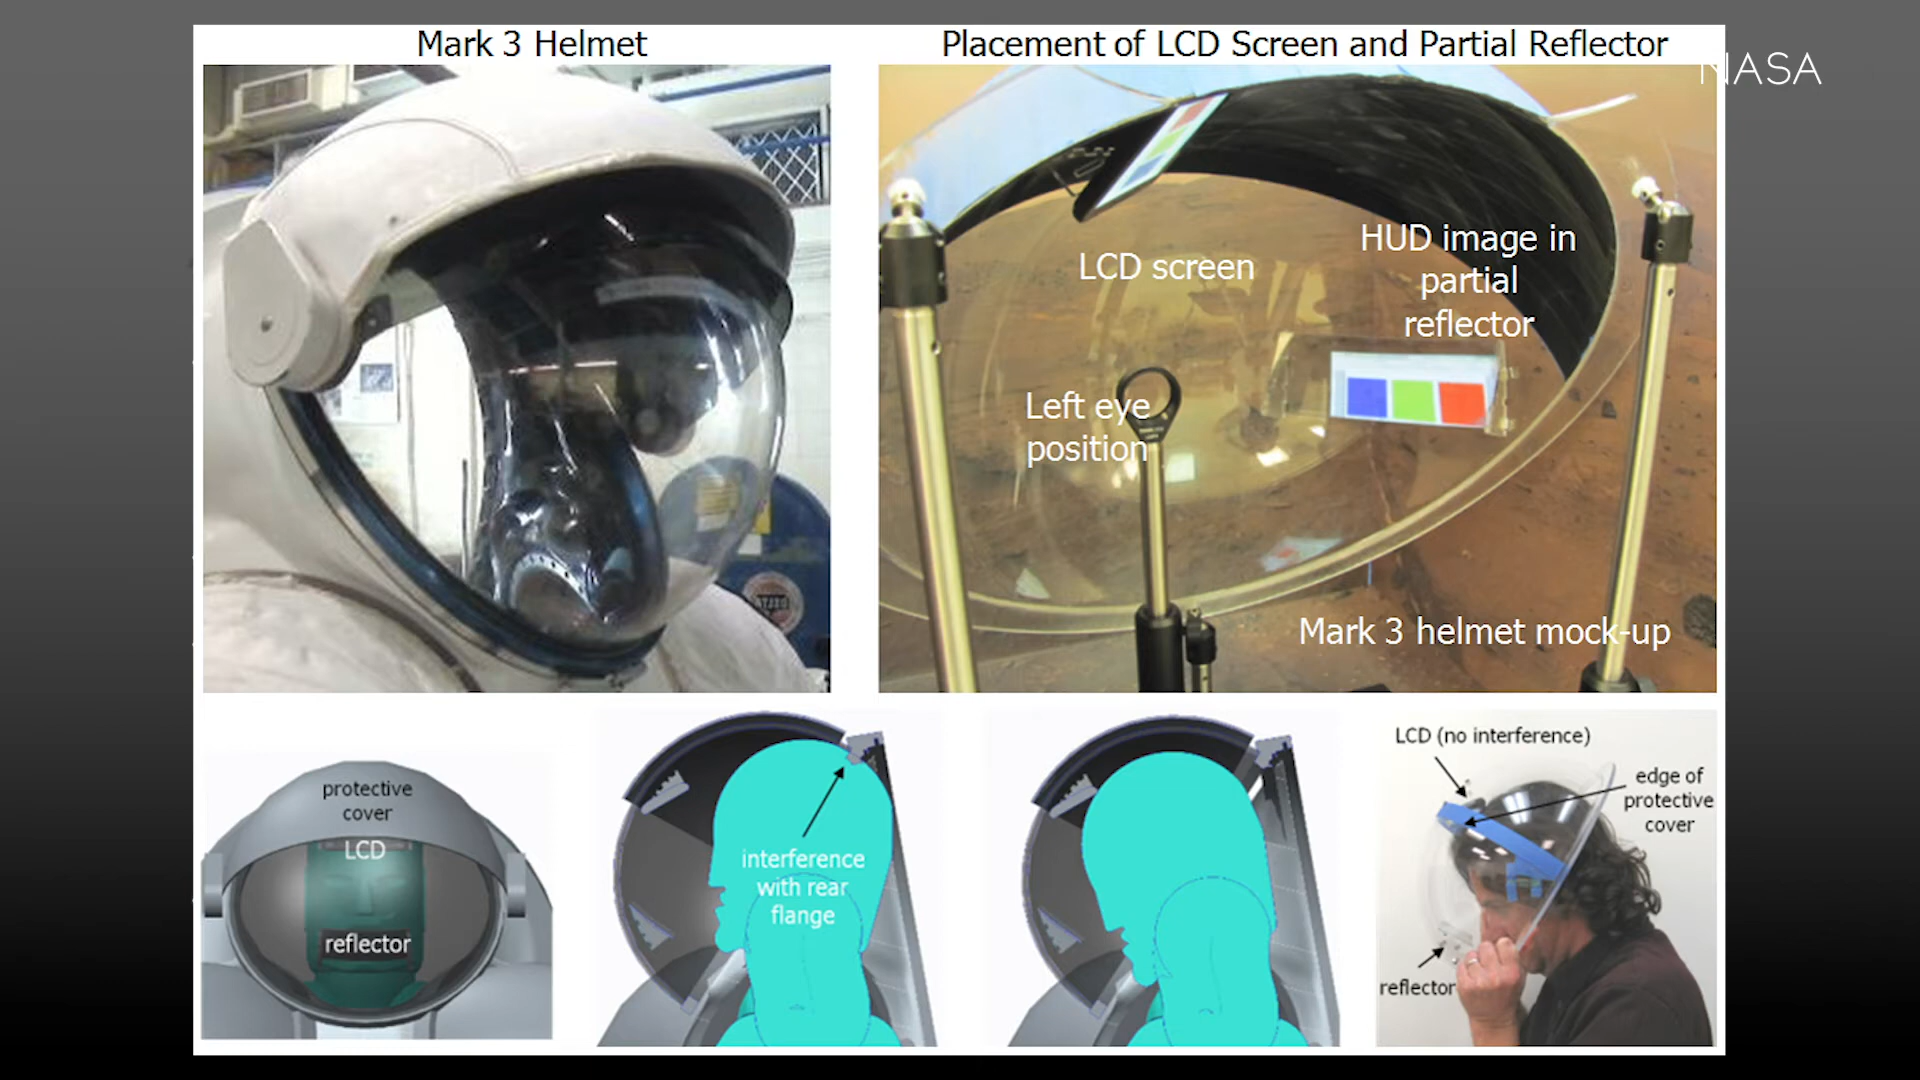 Mark 3 Helmet
Placement of LCD Screen and Partial Reflector
NASA
LCD screen
HUD image in
partial
reflector
Left eye
position
Mark 3 helmet mock-up
protective
cover
LCD
reflector
interference
with rear
flange
LCD (no interference)
edge of
protective
cover
reflector